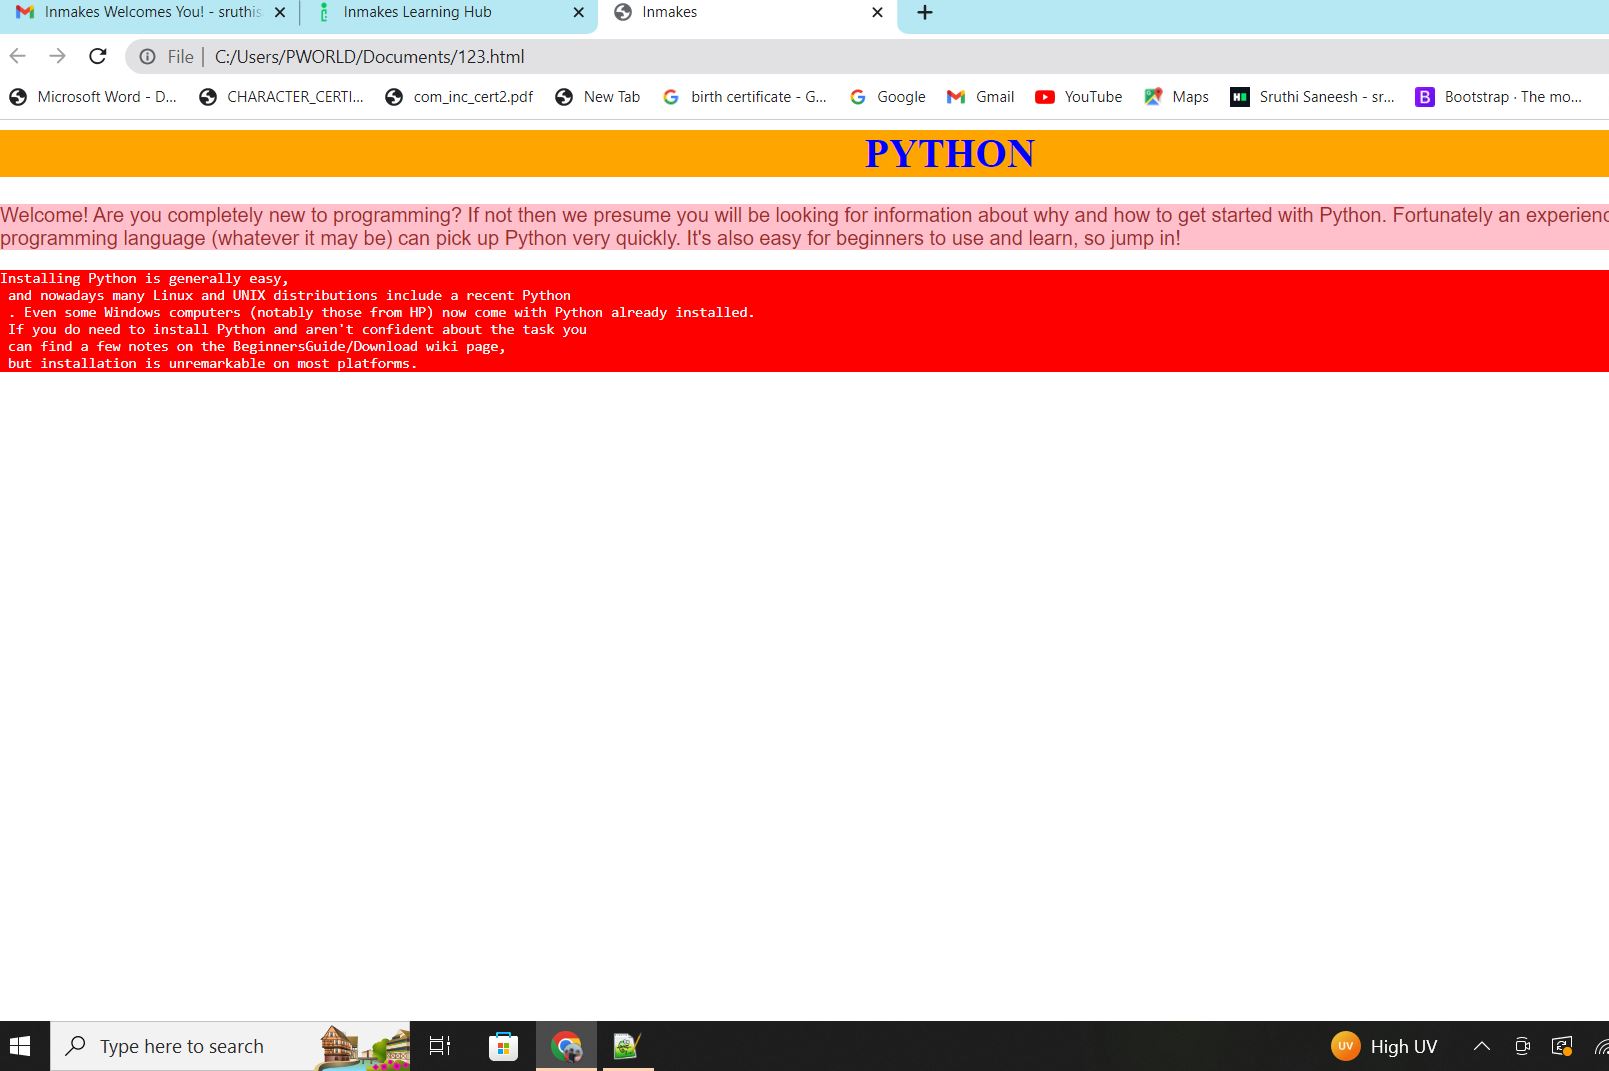 Inmakes Welcomes You! - sruthis
Inmakes Learning Hub
Inmakes
File
C:/Users/PWORLD/Documents/123.html
Microsoft Word - D...
CHARACTER_CERTI...
com_inc_cert2.pdf
New Tab
birth certificate - G...
Google
Gmail
YouTube
Maps
Sruthi Saneesh - sr...
Bootstrap · The mo...
PYTHON
Welcome! Are you completely new to programming? If not then we presume you will be looking for information about why and how to get started with Python. Fortunately an experienc
programming language (whatever it may be) can pick up Python very quickly. It's also easy for beginners to use and learn, so jump in!
Installing Python is generally easy,
and nowadays many Linux and UNIX distributions include a recent Python
. Even some Windows computers (notably those from HP) now come with Python already installed.
If you do need to install Python and aren't confident about the task you
can find a few notes on the BeginnersGuide/Download wiki page,
but installation is unremarkable on most platforms.
Type here to search
UV
High UV